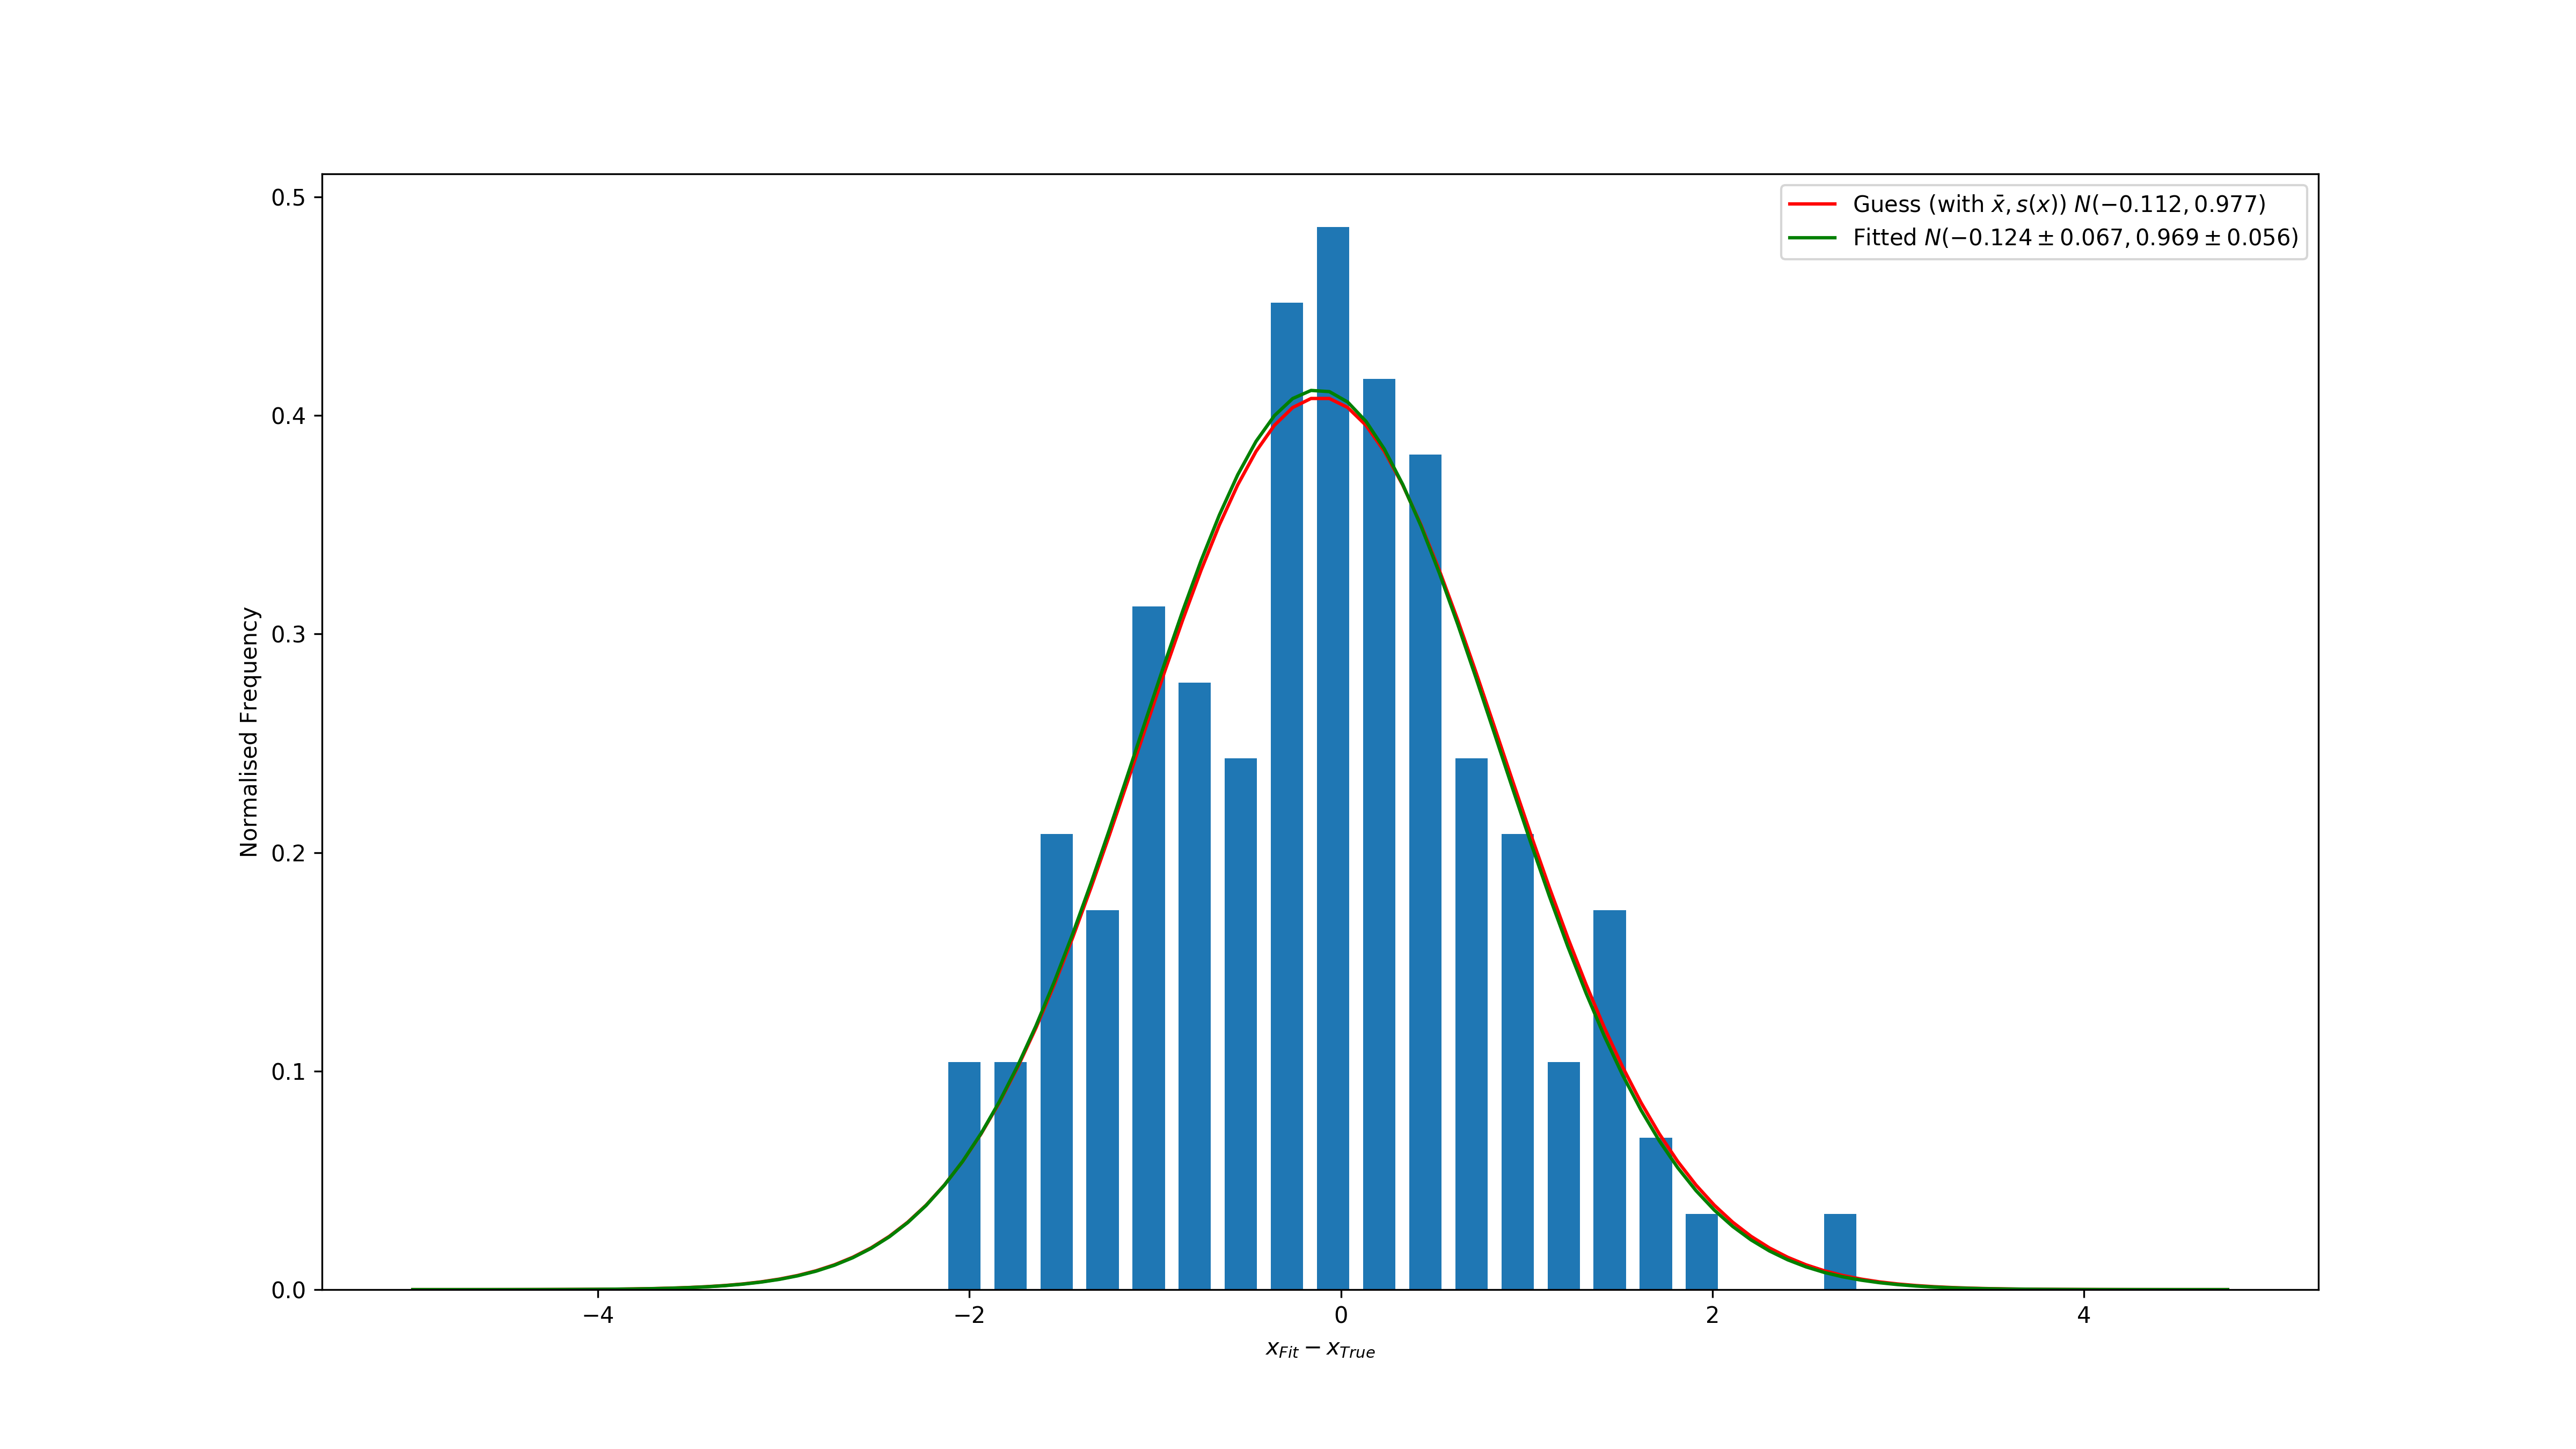 Guess (with x̄, s(x)) N(−0.112, 0.977)
Fitted N(−0.124 ± 0.067, 0.969 ± 0.056)
Normalised Frequency
0.5
0.4
0.3
0.2
0.1
0.0
−4 −2 0 2 4
x_Fit − x_True